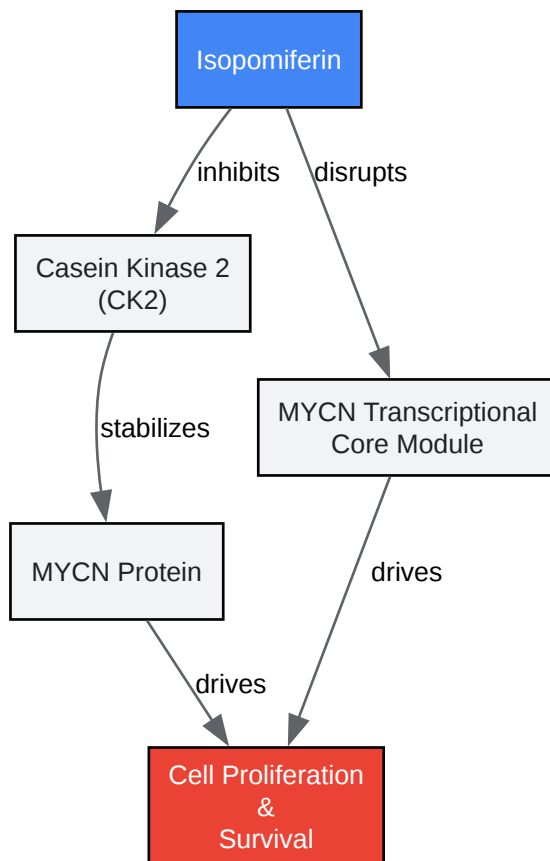 Isopomiferin
inhibits
disrupts
Casein Kinase 2
(CK2)
MYCN Transcriptional
Core Module
stabilizes
MYCN Protein
drives
drives
Cell Proliferation
&
Survival